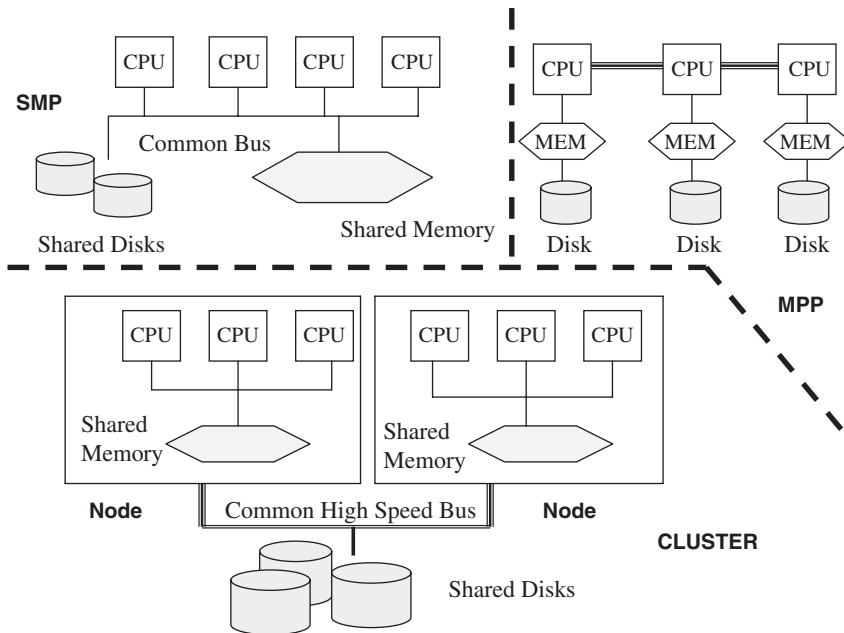 CPU CPU CPU CPU
SMP
Common Bus
Shared Disks
Shared Memory
CPU CPU CPU
MEM MEM MEM
Disk Disk Disk
MPP
CPU CPU CPU
Shared
Memory
Node
CPU CPU CPU
Shared
Memory
Node
Common High Speed Bus
CLUSTER
Shared Disks